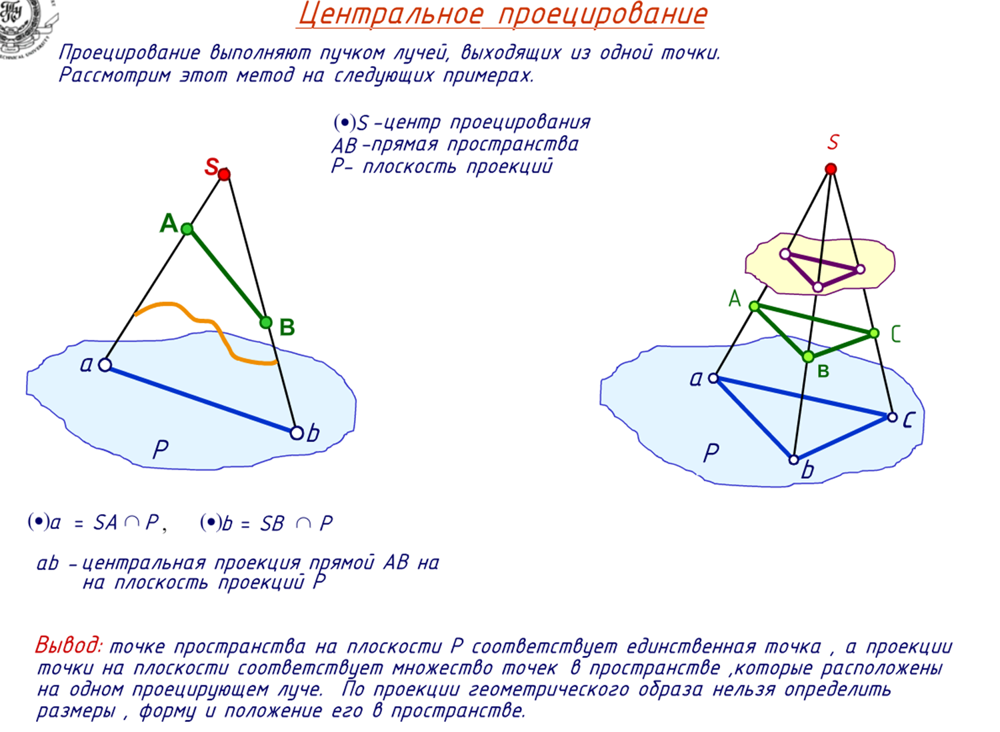 Центральное проецирование
Проецирование выполняют пучком лучей, выходящих из одной точки.
Рассмотрим этот метод на следующих примерах.
(•)S -центр проецирования
AB -прямая пространства
P- плоскость проекций
S
A
B
a
b
P
S
A
C
B
a
c
P
b
(•)a = SA ∩ P , (•)b = SB ∩ P
ab - центральная проекция прямой AB на
на плоскость проекций P
Вывод: точке пространства на плоскости P соответствует единственная точка , а проекции
точки на плоскости соответствует множество точек в пространстве ,которые расположены
на одном проецирующем луче. По проекции геометрического образа нельзя определить
размеры , форму и положение его в пространстве.